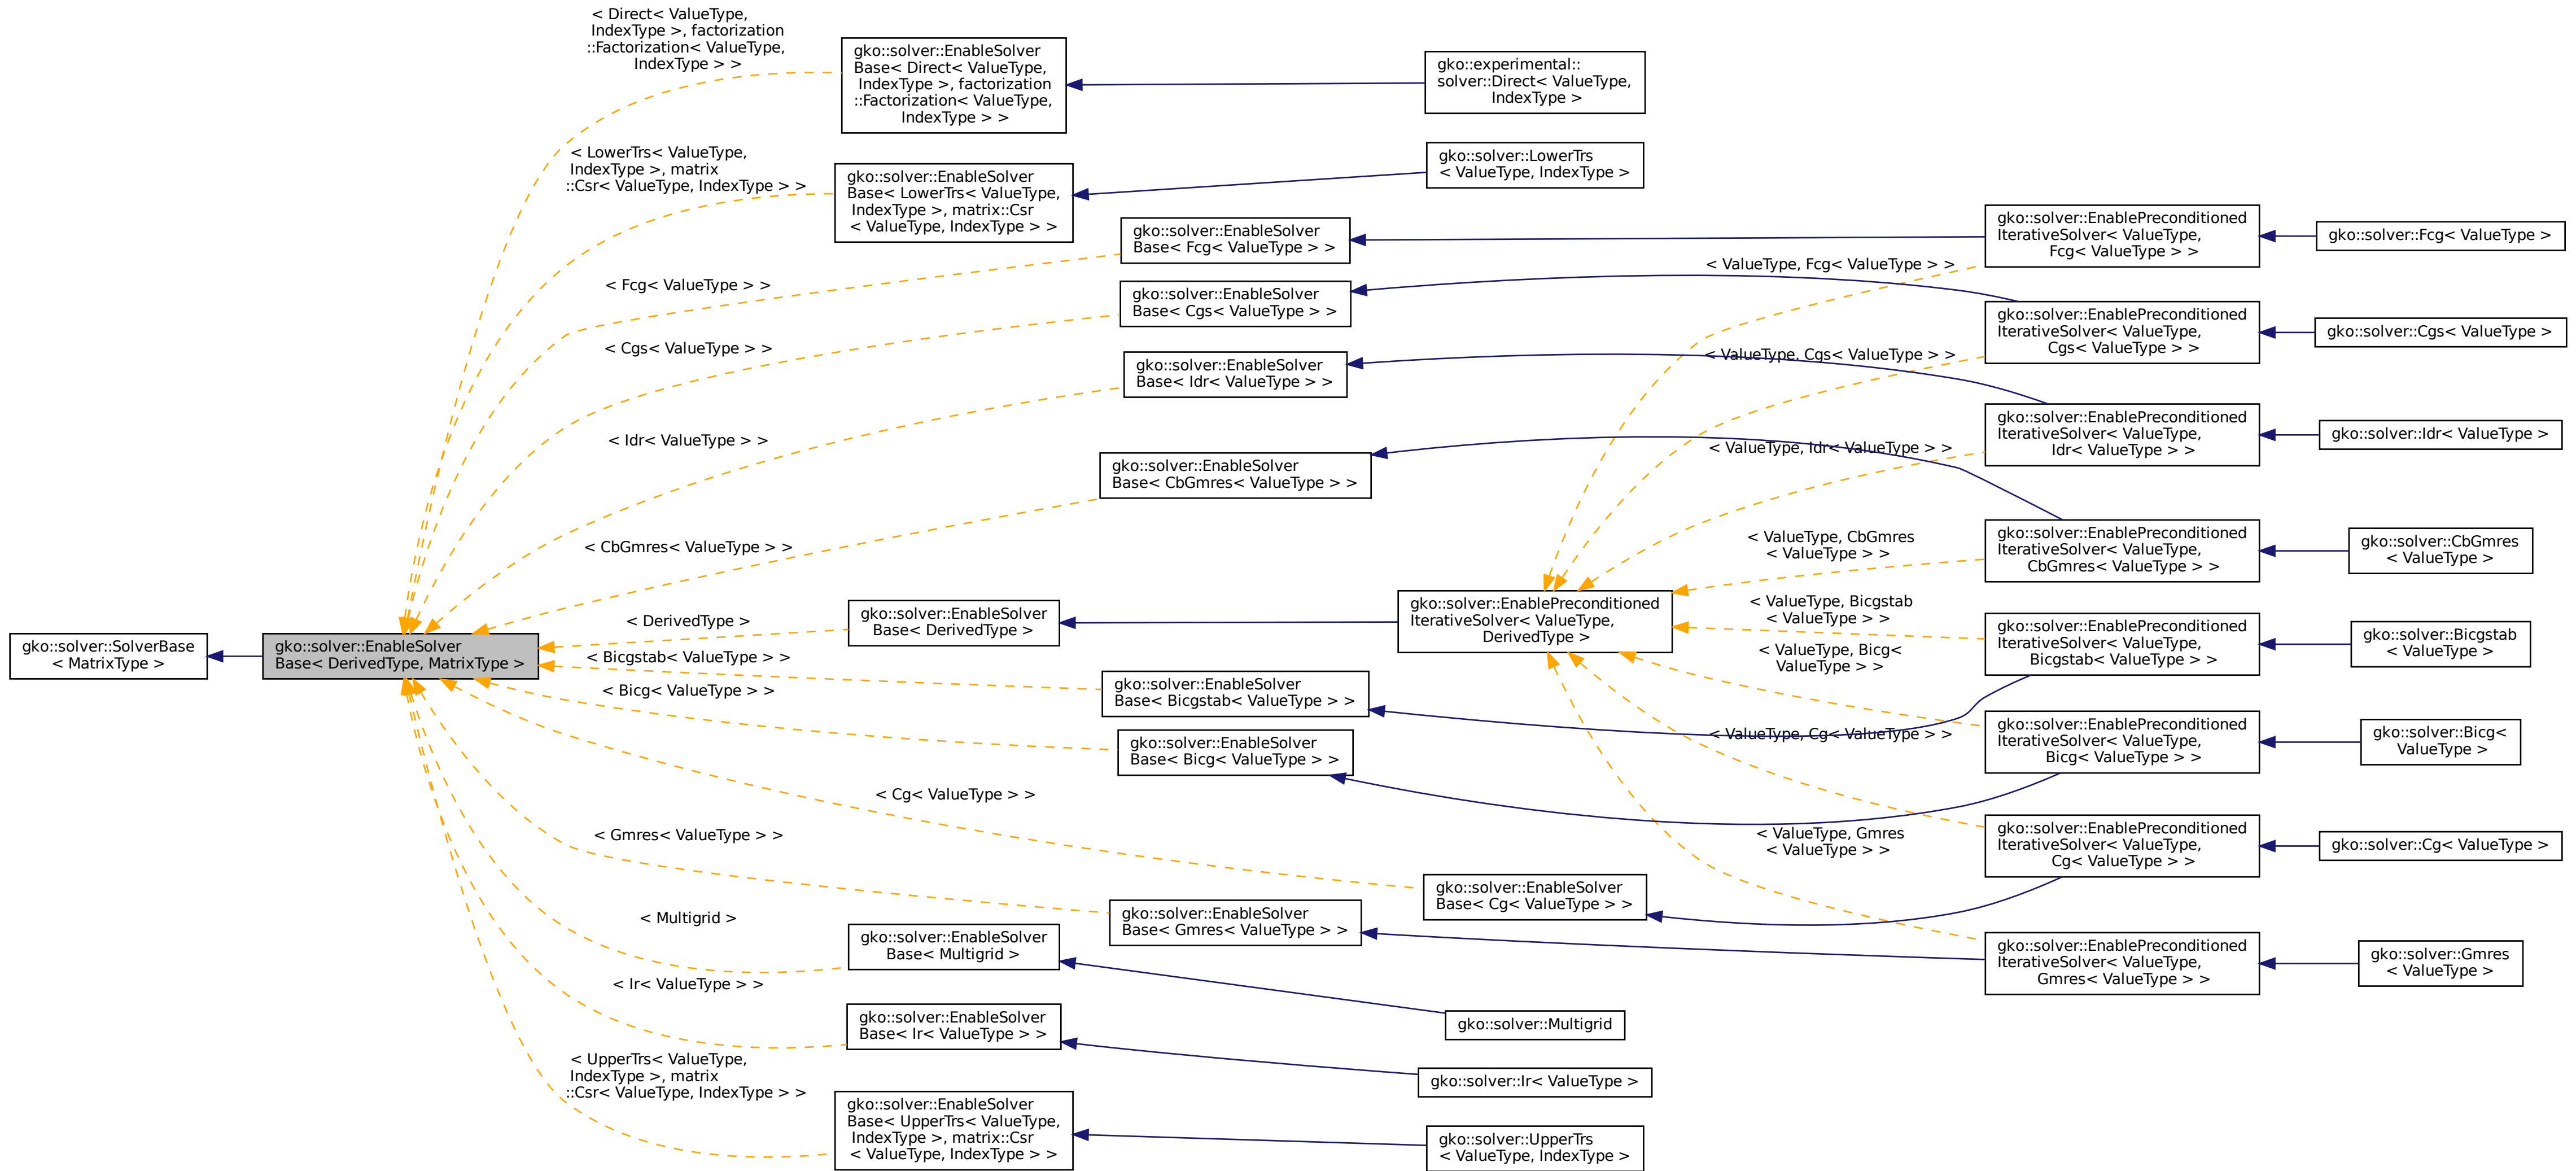 < Direct< ValueType,
IndexType >, factorization
::Factorization< ValueType,
IndexType > >
gko::solver::EnableSolver
Base< Direct< ValueType,
IndexType >, factorization
::Factorization< ValueType,
IndexType > >
gko::experimental::
solver::Direct< ValueType,
IndexType >
< LowerTrs< ValueType,
IndexType >, matrix
::Csr< ValueType, IndexType > >
gko::solver::EnableSolver
Base< LowerTrs< ValueType,
IndexType >, matrix::Csr
< ValueType, IndexType > >
gko::solver::LowerTrs
< ValueType, IndexType >
< Fcg< ValueType > >
gko::solver::EnableSolver
Base< Fcg< ValueType > >
< ValueType, Fcg< ValueType > >
gko::solver::EnablePreconditioned
IterativeSolver< ValueType,
Fcg< ValueType > >
gko::solver::Fcg< ValueType >
< Cgs< ValueType > >
gko::solver::EnableSolver
Base< Cgs< ValueType > >
< ValueType, Cgs< ValueType > >
gko::solver::EnablePreconditioned
IterativeSolver< ValueType,
Cgs< ValueType > >
gko::solver::Cgs< ValueType >
< Idr< ValueType > >
gko::solver::EnableSolver
Base< Idr< ValueType > >
< ValueType, Idr< ValueType > >
gko::solver::EnablePreconditioned
IterativeSolver< ValueType,
Idr< ValueType > >
gko::solver::Idr< ValueType >
< CbGmres< ValueType > >
gko::solver::EnableSolver
Base< CbGmres< ValueType > >
< ValueType, CbGmres
< ValueType > >
gko::solver::EnablePreconditioned
IterativeSolver< ValueType,
CbGmres< ValueType > >
gko::solver::CbGmres
< ValueType >
gko::solver::SolverBase
< MatrixType >
gko::solver::EnableSolver
Base< DerivedType, MatrixType >
< DerivedType >
gko::solver::EnableSolver
Base< DerivedType >
gko::solver::EnablePreconditioned
IterativeSolver< ValueType,
DerivedType >
< Bicgstab< ValueType > >
gko::solver::EnableSolver
Base< Bicgstab< ValueType > >
< ValueType, Bicgstab
< ValueType > >
gko::solver::EnablePreconditioned
IterativeSolver< ValueType,
Bicgstab< ValueType > >
gko::solver::Bicgstab
< ValueType >
< Bicg< ValueType > >
gko::solver::EnableSolver
Base< Bicg< ValueType > >
< ValueType, Bicg<
ValueType > >
gko::solver::EnablePreconditioned
IterativeSolver< ValueType,
Bicg< ValueType > >
gko::solver::Bicg<
ValueType >
< Cg< ValueType > >
gko::solver::EnableSolver
Base< Cg< ValueType > >
< ValueType, Cg< ValueType > >
gko::solver::EnablePreconditioned
IterativeSolver< ValueType,
Cg< ValueType > >
gko::solver::Cg< ValueType >
< Gmres< ValueType > >
gko::solver::EnableSolver
Base< Gmres< ValueType > >
< ValueType, Gmres
< ValueType > >
gko::solver::EnablePreconditioned
IterativeSolver< ValueType,
Gmres< ValueType > >
gko::solver::Gmres
< ValueType >
< Multigrid >
gko::solver::EnableSolver
Base< Multigrid >
gko::solver::Multigrid
< Ir< ValueType > >
gko::solver::EnableSolver
Base< Ir< ValueType > >
gko::solver::Ir< ValueType >
< UpperTrs< ValueType,
IndexType >, matrix
::Csr< ValueType, IndexType > >
gko::solver::EnableSolver
Base< UpperTrs< ValueType,
IndexType >, matrix::Csr
< ValueType, IndexType > >
gko::solver::UpperTrs
< ValueType, IndexType >